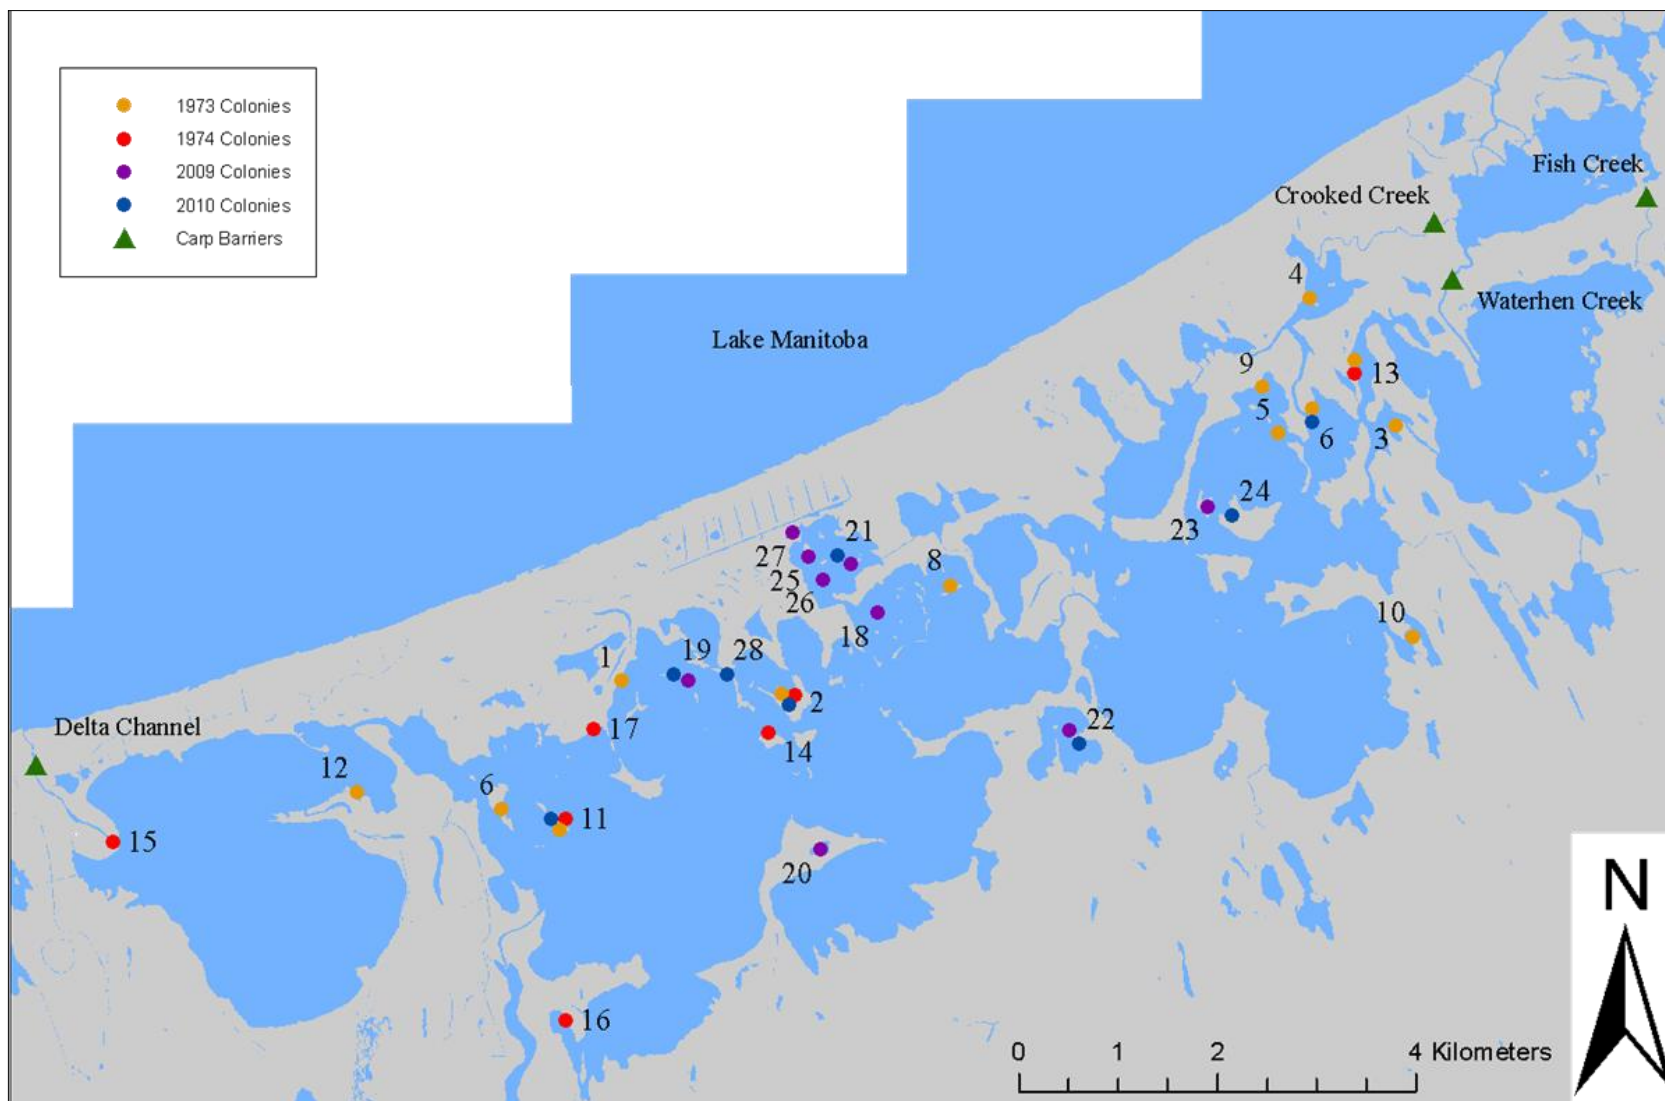 1973 Colonies
1974 Colonies
2009 Colonies
2010 Colonies
Carp Barriers
Fish Creek
Crooked Creek
4
Waterhen Creek
Lake Manitoba
9
13
5
6
3
24
23
21
27
8
25
26
10
18
1
19
28
2
22
Delta Channel
17
14
12
6
11
15
20
N
16
0
1
2
4 Kilometers